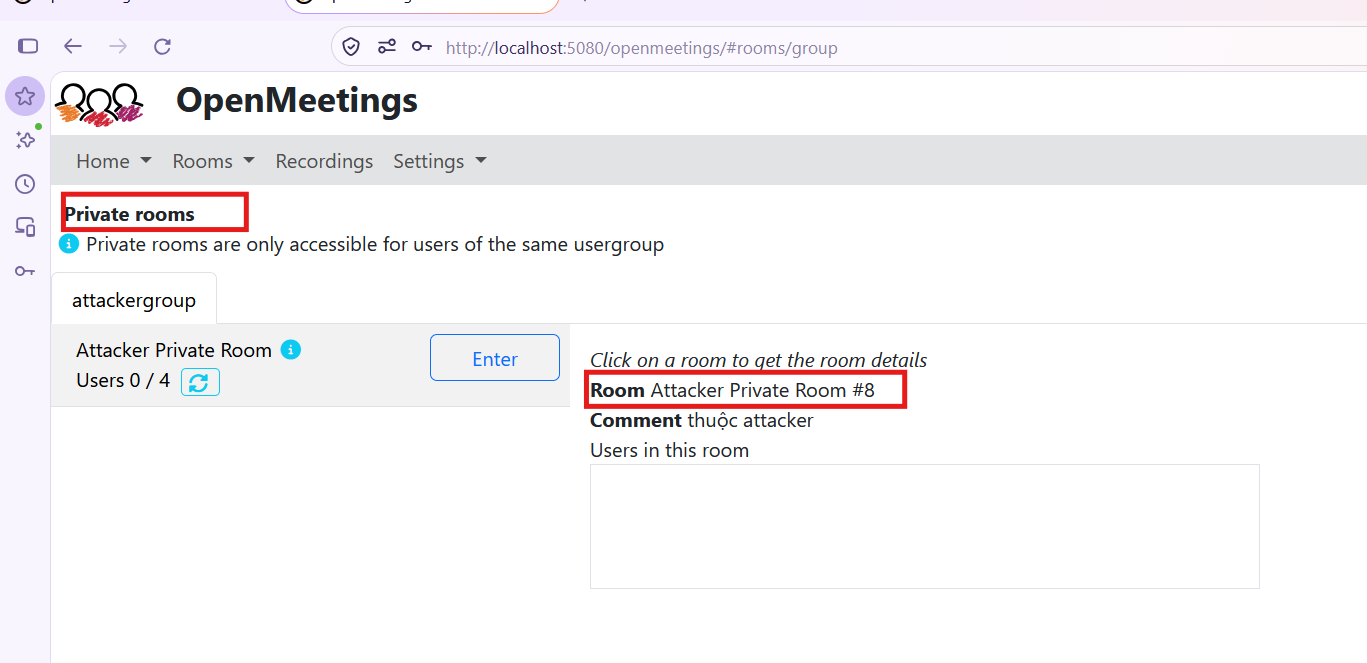 http://localhost:5080/openmeetings/#rooms/group
OpenMeetings
Home Rooms Recordings Settings
Private rooms
Private rooms are only accessible for users of the same usergroup
attackergroup
Attacker Private Room
Users 0 / 4
Enter
Click on a room to get the room details
Room Attacker Private Room #8
Comment thuộc attacker
Users in this room